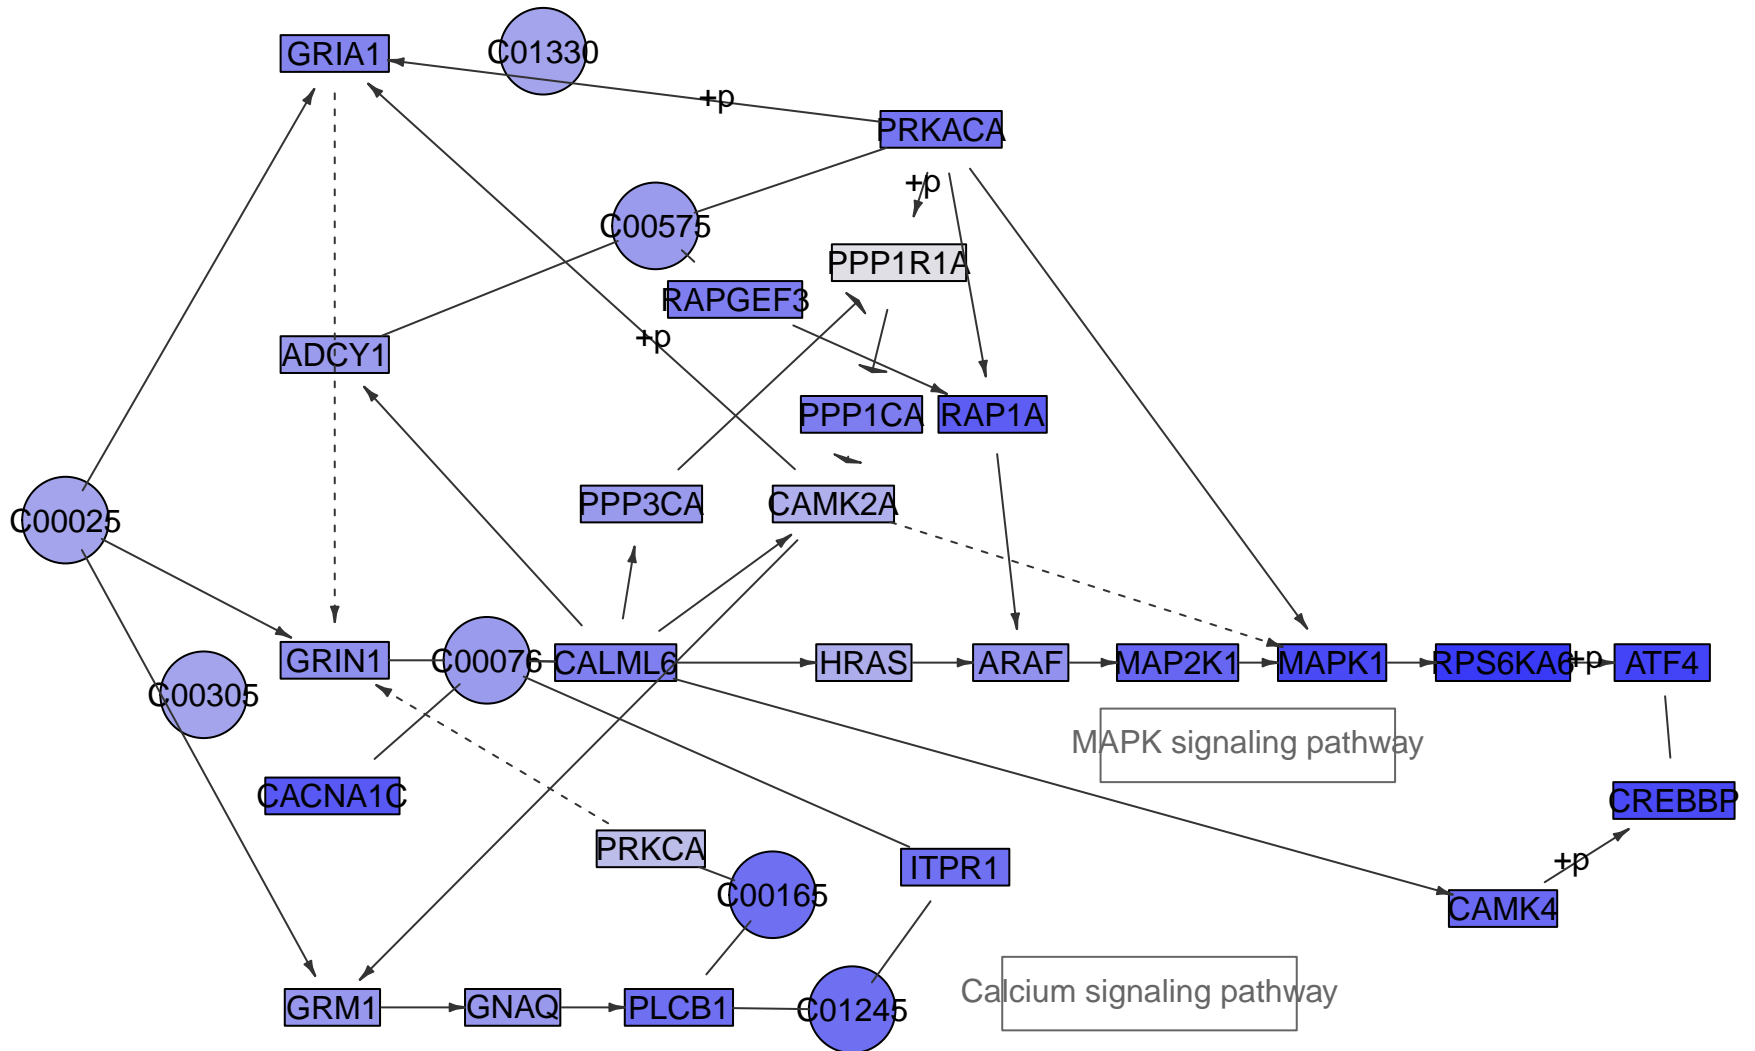 GRIA1
C01330
+p
PRKACA
+p
C00575
PPP1R1A
RAPGEF3
+p
ADCY1
PPP1CA
RAP1A
PPP3CA
CAMK2A
C00025
GRIN1
C00076
CALML6
HRAS
ARAF
MAP2K1
MAPK1
RPS6KA6
+p
ATF4
C00305
MAPK signaling pathway
CACNA1C
CREBBP
PRKCA
ITPR1
+p
C00165
CAMK4
Calcium signaling pathway
GRM1
GNAQ
PLCB1
C01245